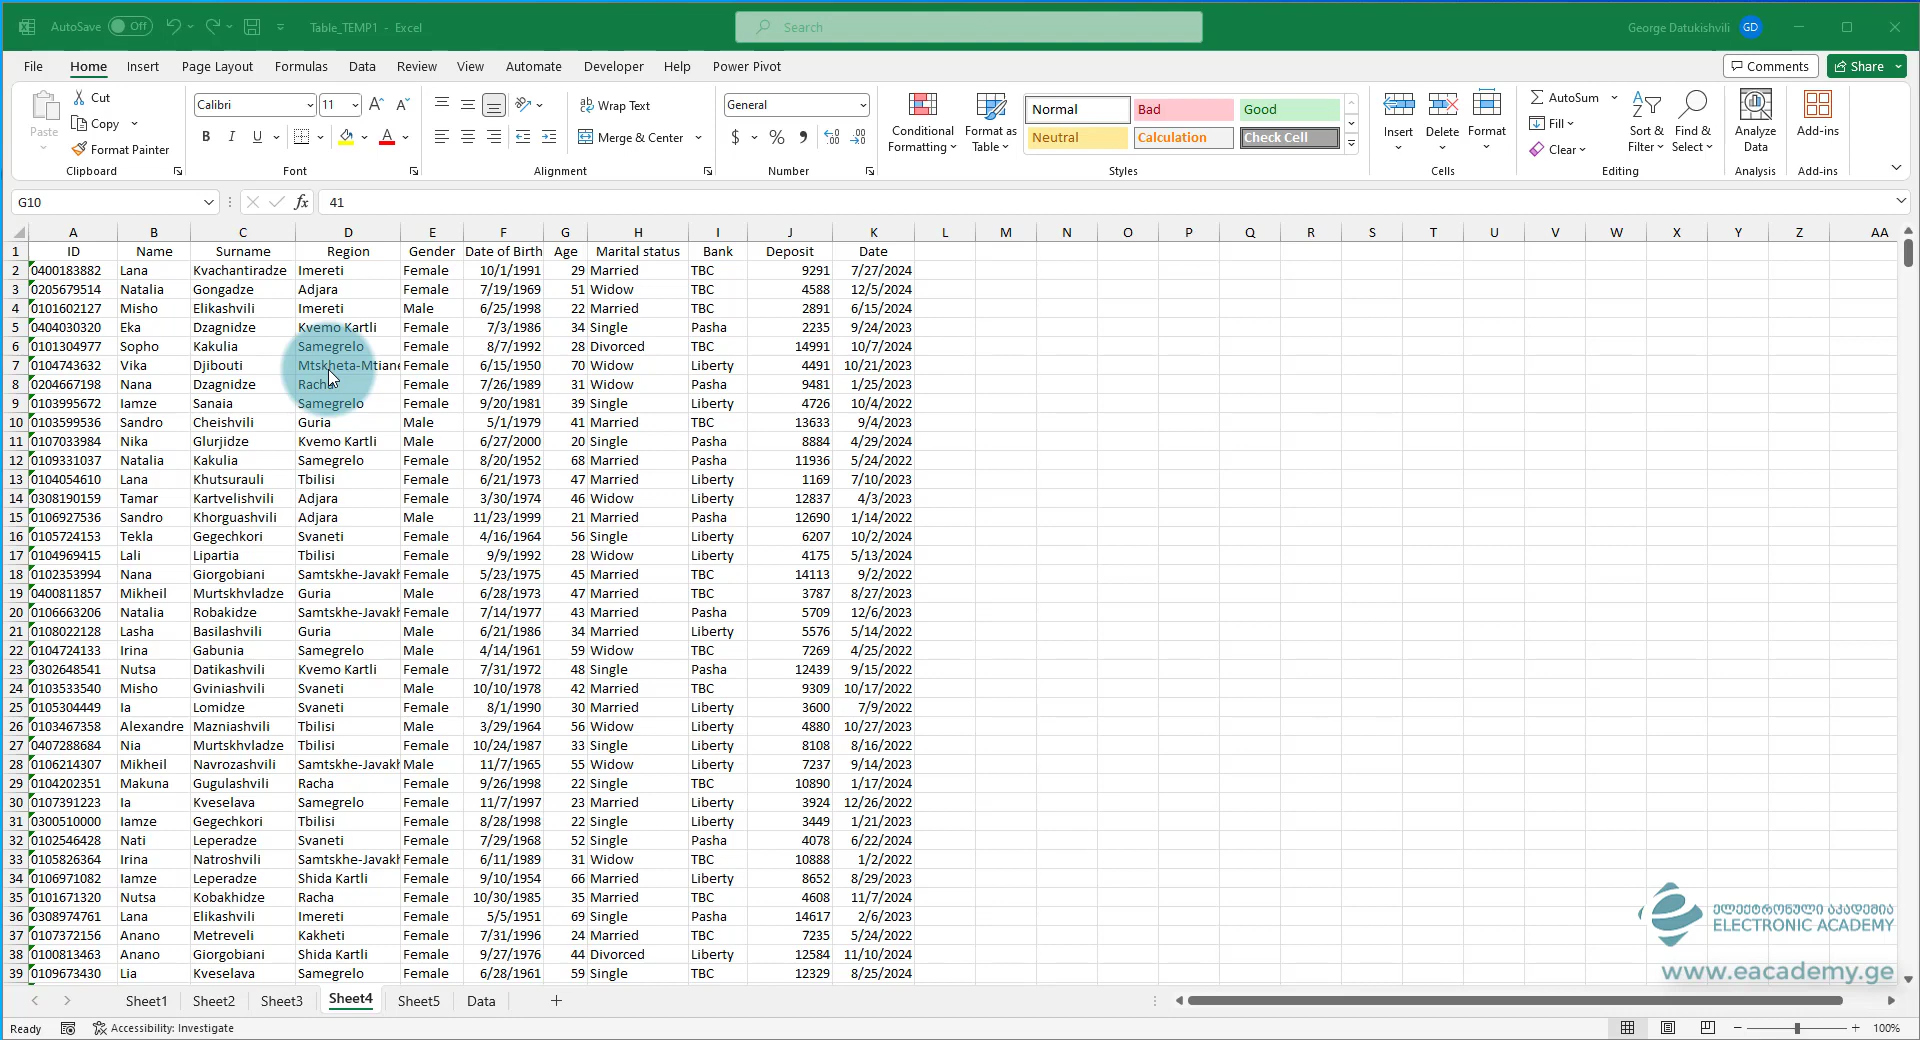 AutoSave Off Table_TEMP1 - Excel Search George Datukishvili GD
File Home Insert Page Layout Formulas Data Review View Automate Developer Help Power Pivot Comments Share
Paste Cut Copy Format Painter Clipboard
Calibri 11 B I U Font
ab Wrap Text Merge & Center Alignment
General $ % Number
Conditional Formatting Format as Table Normal Bad Good Neutral Calculation Check Cell Styles
Insert Delete Format Cells
AutoSum Fill Clear Sort & Filter Find & Select Editing
Analyze Data Analysis Add-ins Add-ins
G10 fx 41
A B C D E F G H I J K L M N O P Q R S T U V W X Y Z AA
1 ID Name Surname Region Gender Date of Birth Age Marital status Bank Deposit Date
2 0400183882 Lana Kvachantiradze Imereti Female 10/1/1991 29 Married TBC 9291 7/27/2024
3 0205679514 Natalia Gongadze Adjara Female 7/19/1969 51 Widow TBC 4588 12/5/2024
4 0101602127 Misho Elikashvili Imereti Male 6/25/1998 22 Married TBC 2891 6/15/2024
5 0404030320 Eka Dzagnidze Kvemo Kartli Female 7/3/1986 34 Single Pasha 2235 9/24/2023
6 0101304977 Sopho Kakulia Samegrelo Female 8/7/1992 28 Divorced TBC 14991 10/7/2024
7 0104743632 Vika Djibouti Mtskheta-Mtiane Female 6/15/1950 70 Widow Liberty 4491 10/21/2023
8 0204667198 Nana Dzagnidze Racha Female 7/26/1989 31 Widow Pasha 9481 1/25/2023
9 0103995672 Iamze Sanaia Samegrelo Female 9/20/1981 39 Single Liberty 4726 10/4/2022
10 0103599536 Sandro Cheishvili Guria Male 5/1/1979 41 Married TBC 13633 9/4/2023
11 0107033984 Nika Glurjidze Kvemo Kartli Male 6/27/2000 20 Single Pasha 8884 4/29/2024
12 0109331037 Natalia Kakulia Samegrelo Female 8/20/1952 68 Married Pasha 11936 5/24/2022
13 0104054610 Lana Khutsurauli Tbilisi Female 6/21/1973 47 Married Liberty 1169 7/10/2023
14 0308190159 Tamar Kartvelishvili Adjara Female 3/30/1974 46 Widow Liberty 12837 4/3/2023
15 0106927536 Sandro Khorguashvili Adjara Male 11/23/1999 21 Married Pasha 12690 1/14/2022
16 0105724153 Tekla Gegechkori Svaneti Female 4/16/1964 56 Single Liberty 6207 10/2/2024
17 0104969415 Lali Lipartia Tbilisi Female 9/9/1992 28 Widow Liberty 4175 5/13/2024
18 0102353994 Nana Giorgobiani Samtskhe-Javakh Female 5/23/1975 45 Married TBC 14113 9/2/2022
19 0400811857 Mikheil Murtskhvladze Guria Male 6/28/1973 47 Married TBC 3787 8/27/2023
20 0106663206 Natalia Robakidze Samtskhe-Javakh Female 7/14/1977 43 Married Pasha 5709 12/6/2023
21 0108022128 Lasha Basilashvili Guria Male 6/21/1986 34 Married Liberty 5576 5/14/2022
22 0104724133 Irina Gabunia Samegrelo Male 4/14/1961 59 Widow TBC 7269 4/25/2022
23 0302648541 Nutsa Datikashvili Kvemo Kartli Female 7/31/1972 48 Single Pasha 12439 9/15/2022
24 0103533540 Misho Gviniashvili Svaneti Male 10/10/1978 42 Married TBC 9309 10/17/2022
25 0105304449 Ia Lomidze Svaneti Female 8/1/1990 30 Married Liberty 3600 7/9/2022
26 0103467358 Alexandre Mazniashvili Tbilisi Male 3/29/1964 56 Widow Liberty 4880 10/27/2023
27 0407288684 Nia Murtskhvladze Tbilisi Female 10/24/1987 33 Single Liberty 8108 8/16/2022
28 0106214307 Mikheil Navrozashvili Samtskhe-Javakh Male 11/7/1965 55 Widow Liberty 7237 9/14/2023
29 0104202351 Makuna Gugulashvili Racha Female 9/26/1998 22 Single TBC 10890 1/17/2024
30 0107391223 Ia Kveselava Samegrelo Female 11/7/1997 23 Married Liberty 3924 12/26/2022
31 0300510000 Iamze Gegechkori Tbilisi Female 8/28/1998 22 Single Liberty 3449 1/21/2023
32 0102546428 Nati Leperadze Svaneti Female 7/29/1968 52 Single Pasha 4078 6/22/2024
33 0105826364 Irina Natroshvili Samtskhe-Javakh Female 6/11/1989 31 Widow TBC 10888 1/2/2022
34 0106971082 Iamze Leperadze Shida Kartli Female 9/10/1954 66 Married Liberty 8652 8/29/2023
35 0101671320 Nutsa Kobakhidze Racha Female 10/30/1985 35 Married TBC 4608 11/7/2024
36 0308974761 Lana Elikashvili Imereti Female 5/5/1951 69 Single Pasha 14617 2/6/2023
37 0107372156 Anano Metreveli Kakheti Female 7/31/1996 24 Married TBC 7235 5/24/2022
38 0100813463 Anano Giorgobiani Shida Kartli Female 9/27/1976 44 Divorced Liberty 12584 11/10/2024
39 0109673430 Lia Kveselava Samegrelo Female 6/28/1961 59 Single TBC 12329 8/25/2024
ელექტრონული აკადემია
ELECTRONIC ACADEMY
www.eacademy.ge
Sheet1 Sheet2 Sheet3 Sheet4 Sheet5 Data
Ready Accessibility: Investigate 100%